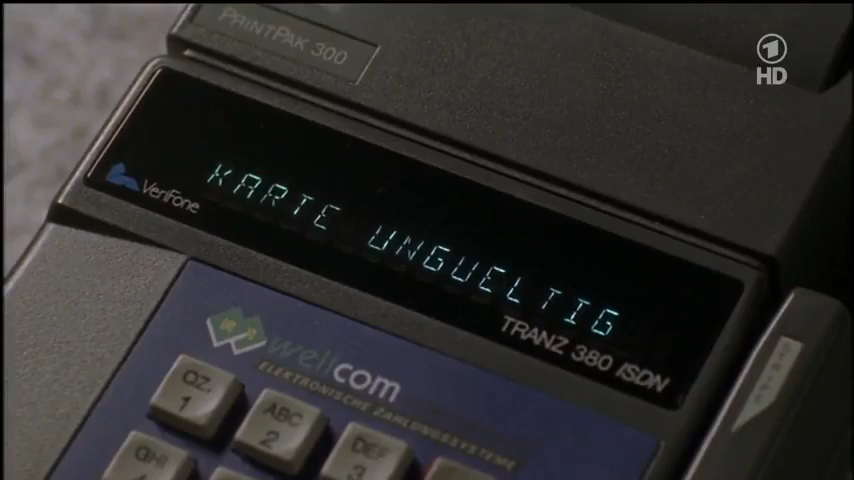 PRINTPAK 300
1
HD
VeriFone
KARTE UNGUELTIG
TRANZ 380 ISDN
wellcom
ELEKTRONISCHE ZAHLUNGSSYSTEME
QZ.
1
ABC
2
DEF
3
GHI
4